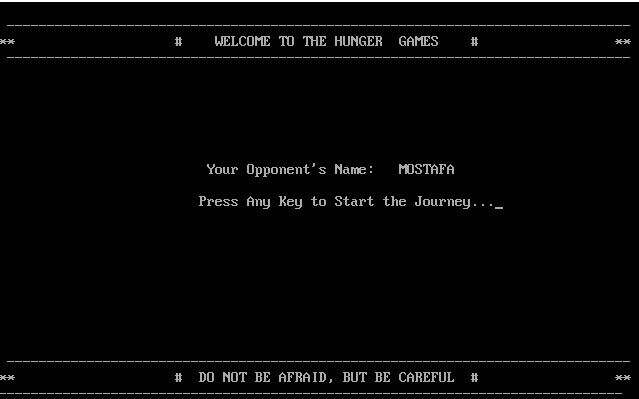 ** # WELCOME TO THE HUNGER GAMES # **
Your Opponent's Name: MOSTAFA
Press Any Key to Start the Journey..._
** # DO NOT BE AFRAID, BUT BE CAREFUL # **